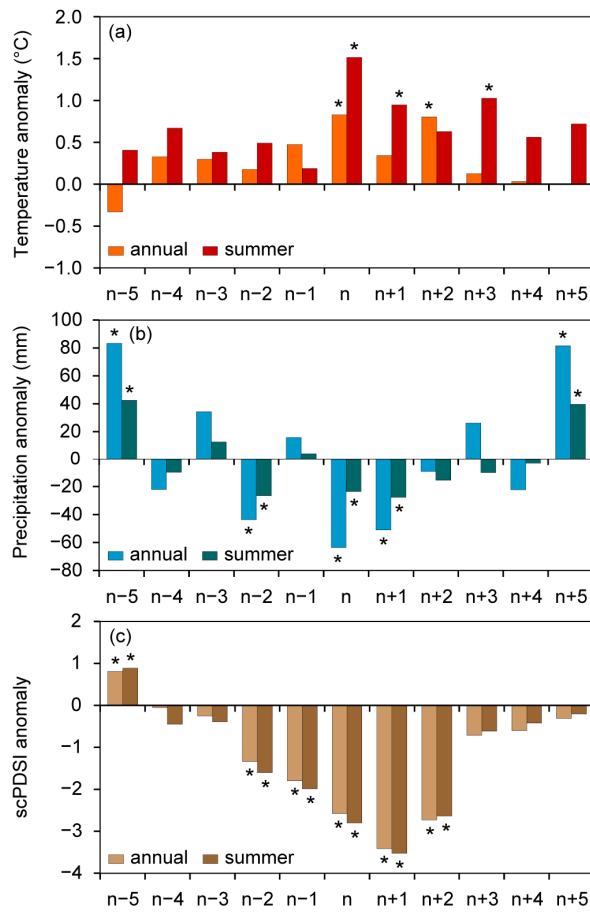 (a)
Temperature anomaly (°C)
2.0
1.5
1.0
0.5
0.0
−0.5
−1.0
* * * * *
annual summer
n−5 n−4 n−3 n−2 n−1 n n+1 n+2 n+3 n+4 n+5
(b)
Precipitation anomaly (mm)
100
80
60
40
20
0
−20
−40
−60
−80
* * * * * * * * * *
annual summer
n−5 n−4 n−3 n−2 n−1 n n+1 n+2 n+3 n+4 n+5
(c)
scPDSI anomaly
2
1
0
−1
−2
−3
−4
* * * * * * * * * * * *
annual summer
n−5 n−4 n−3 n−2 n−1 n n+1 n+2 n+3 n+4 n+5